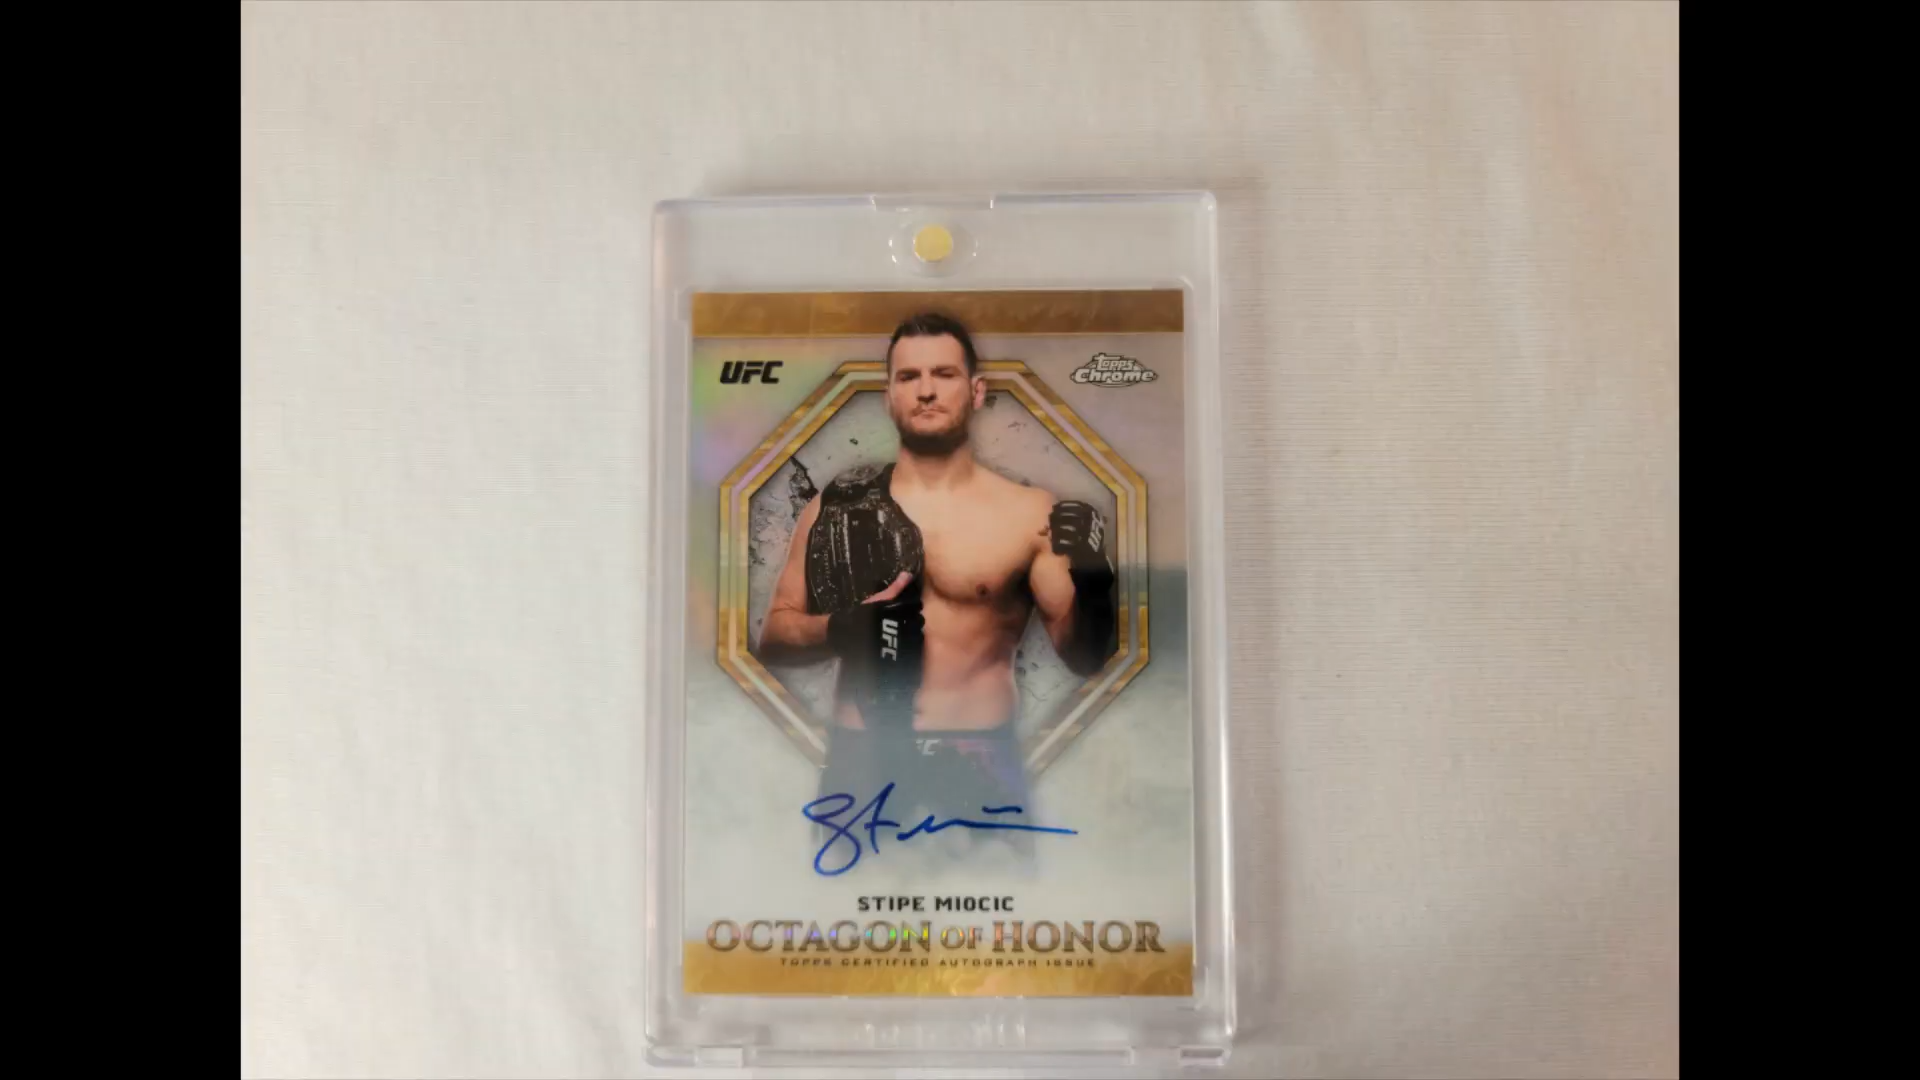 UFC
Topps
Chrome
UFC
UFC
STIPE MIOCIC
OCTAGON OF HONOR
TOPPS CERTIFIED AUTOGRAPH ISSUE